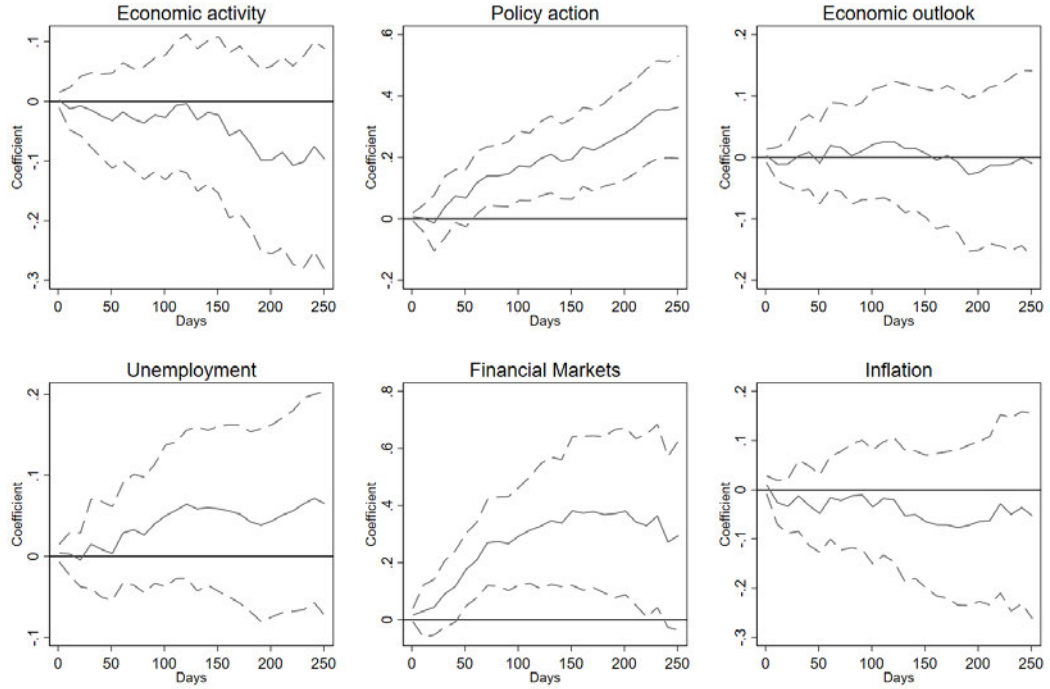 Economic activity
Coefficient
.1
0
-.1
-.2
-.3
0 50 100 150 200 250
Days
Policy action
Coefficient
.6
.4
.2
0
-.2
0 50 100 150 200 250
Days
Economic outlook
Coefficient
.2
.1
0
-.1
-.2
0 50 100 150 200 250
Days
Unemployment
Coefficient
.2
.1
0
-.1
0 50 100 150 200 250
Days
Financial Markets
Coefficient
.8
.6
.4
.2
0
0 50 100 150 200 250
Days
Inflation
Coefficient
.2
.1
0
-.1
-.2
-.3
0 50 100 150 200 250
Days